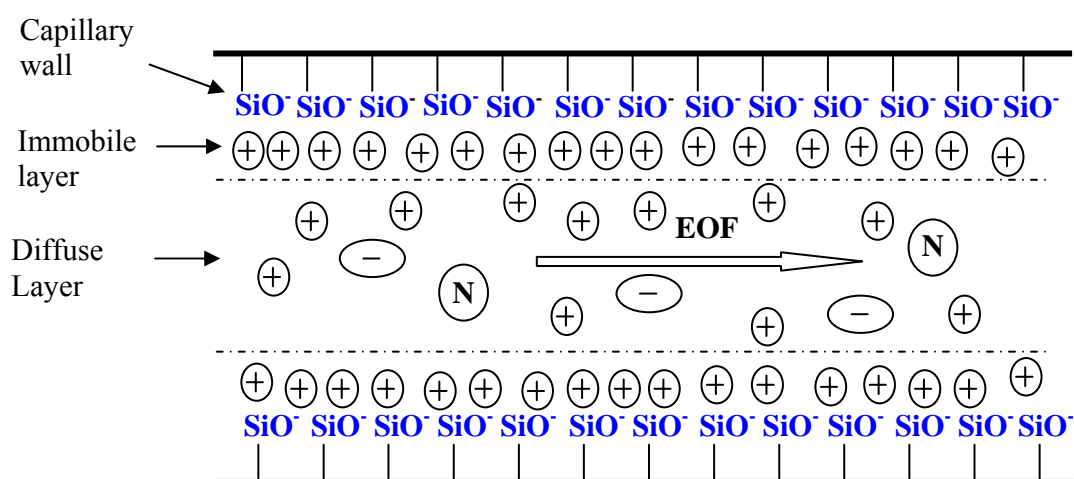 Capillary
wall
SiO⁻ SiO⁻ SiO⁻ SiO⁻ SiO⁻ SiO⁻ SiO⁻ SiO⁻ SiO⁻ SiO⁻ SiO⁻ SiO⁻ SiO⁻
Immobile
layer
EOF
N
Diffuse
Layer
N
SiO⁻ SiO⁻ SiO⁻ SiO⁻ SiO⁻ SiO⁻ SiO⁻ SiO⁻ SiO⁻ SiO⁻ SiO⁻ SiO⁻ SiO⁻